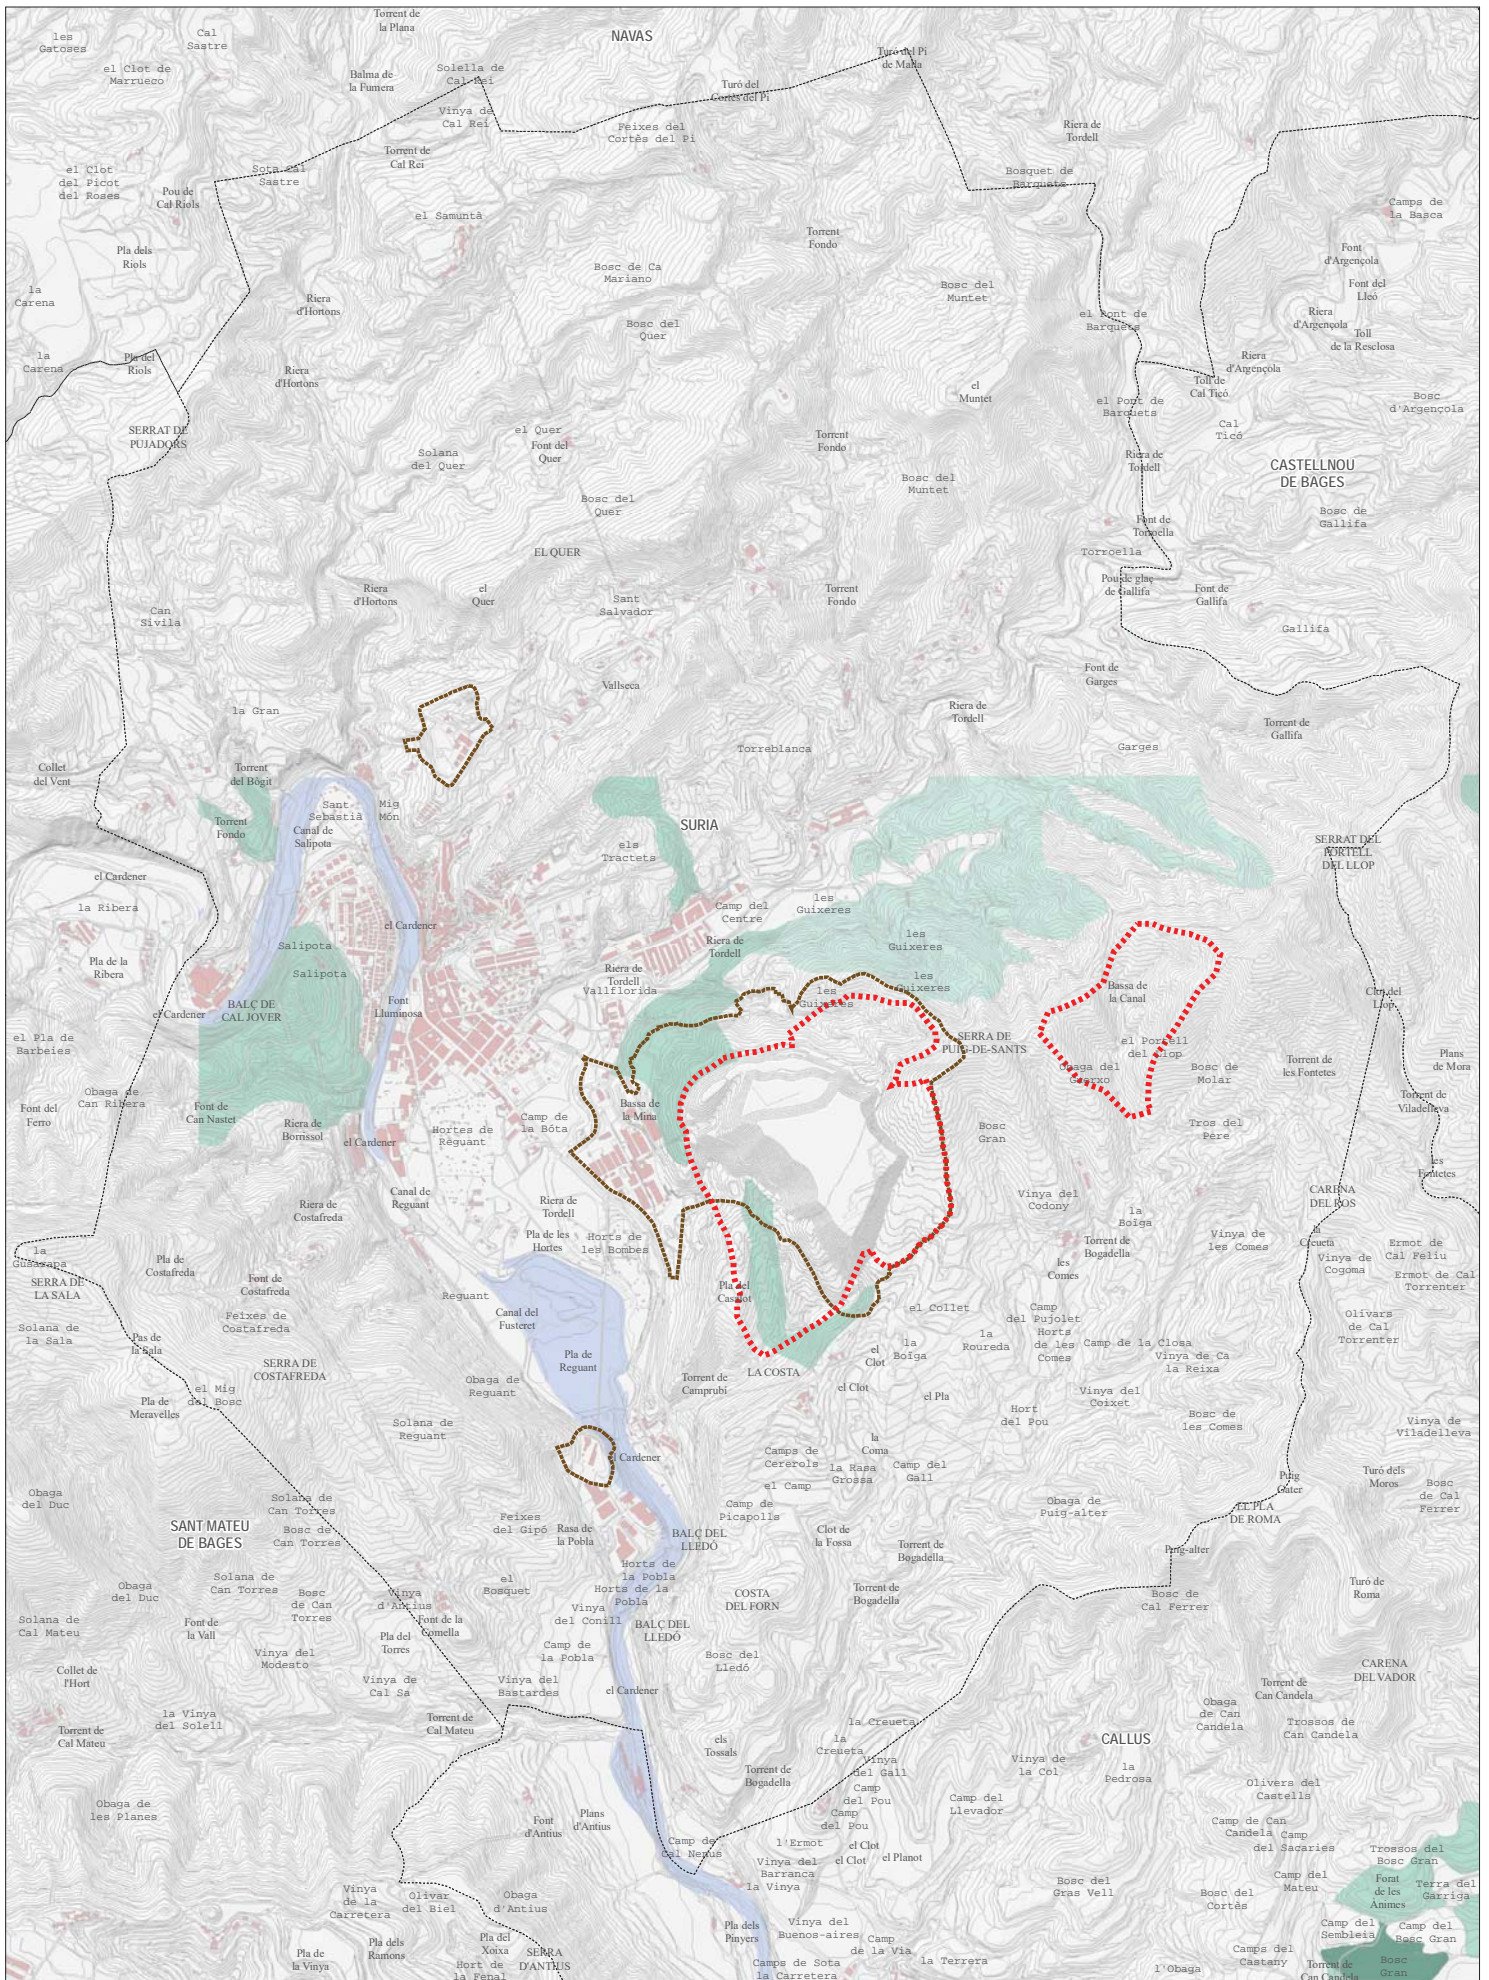 Torrent de
la Plana
les
Gatoses
Cal
Sastre
NAVAS
Turó del Pi
de Malla
el Clot de
Marrueco
Balma de
la Fumera
Solella de
Cal Rei
Turó del
Cortès del Pi
Vinya de
Cal Rei
Feixes del
Cortès del Pi
Riera de
Tordell
Torrent de
Cal Rei
el Clot
del Picot
del Roses
Sota Cal
Sastre
Bosquet de
Barquets
Pou de
Cal Riols
el Samuntà
Camps de
la Basca
Torrent
Fondo
Pla dels
Riols
Font
d'Argençola
Bosc de Ca
Mariano
Bosc del
Muntet
Font del
Lleó
la
Carena
Riera
d'Hortons
Riera
d'Argençola
el Pont de
Barquets
Bosc del
Quer
Toll
de la Resclosa
la
Carena
Pla del
Riols
Riera
d'Argençola
Riera
d'Hortons
el
Muntet
Toll de
Cal Ticó
Bosc
d'Argençola
el Pont de
Barquets
SERRAT DE
PUJADORS
el Quer
Font del
Quer
Torrent
Fondo
Cal
Ticó
Solana
del Quer
Riera de
Tordell
CASTELLNOU
DE BAGES
Bosc del
Muntet
Bosc del
Quer
Bosc de
Gallifa
Font de
Torroella
EL QUER
Torroella
Riera
d'Hortons
el
Quer
Torrent
Fondo
Pou de glaç
de Gallifa
Font de
Gallifa
Can
Sivila
Sant
Salvador
Gallifa
Font de
Garges
Vallseca
la Gran
Riera de
Tordell
Torrent de
Gallifa
Torreblanca
Garges
Collet
del Vent
Torrent
del Bògit
Sant
Sebastià
Mig
Món
Torrent
Fondo
Canal de
Salipota
SURIA
els
Tractets
SERRAT DEL
PORTELL
DEL LLOP
el Cardener
la Ribera
Camp del
Centre
les
Guixeres
el Cardener
Salipota
Riera de
Tordell
les
Guixeres
Pla de la
Ribera
Salipota
Riera de
Tordell
Vallflorida
les
Guixeres
les
Guixeres
Bassa de
la Canal
Clot del
Llop
BALÇ DE
CAL JOVER
el Cardener
Font
Lluminosa
SERRA DE
PUIG-DE-SANTS
el Pla de
Barbeies
el Portell
del Llop
Plans
de Mora
Obaga del
Guerxo
Bosc de
Molar
Torrent de
les Fontetes
Obaga de
Can Ribera
Font del
Ferro
Font de
Can Nastet
Bassa de
la Mina
Torrent de
Viladelleva
Riera de
Borrissol
el Cardener
Hortes de
Règuant
Camp de
la Bóta
Bosc
Gran
Tros del
Pere
les
Fontetes
Riera de
Costafreda
Canal de
Reguant
Riera de
Tordell
Vinya del
Codony
CARENA
DEL ROS
la
Boïga
Pla de les
Hortes
Horts de
les Bombes
Torrent de
Bogadella
Vinya de
les Comes
la
Creueta
Ermot de
Cal Feliu
la
Gusarapa
Pla de
Costafreda
Vinya de
Cogoma
les
Comes
SERRA DE
LA SALA
Font de
Costafreda
Ermot de Cal
Torrenter
Reguant
Pla del
Casalot
Canal del
Fusteret
el Collet
Camp
del Pujolet
Feixes de
Costafreda
Solana de
la Sala
Pas de
la Sala
Olivars
de Cal
Torrenter
Horts
de les
Comes
Camp de la Closa
la
Boïga
la
Roureda
el
Clot
Vinya de Ca
la Reixa
SERRA DE
COSTAFREDA
Pla de
Reguant
LA COSTA
Torrent de
Camprubí
el Clot
el Pla
Obaga de
Reguant
el Mig
del Bosc
Pla de
Meravelles
Vinya del
Coixet
Hort
del Pou
Bosc de
les Comes
Solana de
Reguant
Vinya de
Viladelleva
la
Coma
Camps de
Cererols
el Cardener
la Rasa
Grossa
Camp del
Gall
el Camp
Puig
Gater
Turó dels
Moros
Obaga
del Duc
Solana de
Can Torres
Bosc
de Cal
Ferrer
Camp de
Picapolls
Obaga de
Puig-alter
EL PLA
DE ROMA
Feixes
del Gipó
Rasa de
la Pobla
SANT MATEU
DE BAGES
Bosc de
Can Torres
BALÇ DEL
LLEDÓ
Clot de
la Fossa
Torrent de
Bogadella
Puig-alter
Horts de
la Pobla
Solana de
Can Torres
el
Bosquet
Obaga
del Duc
Bosc
de Can
Torres
Vinya
d'Antius
Horts de la
Pobla
COSTA
DEL FORN
Torrent de
Bogadella
Bosc de
Cal Ferrer
Turó de
Roma
Solana de
Cal Mateu
Font de
la Vall
Font de la
Comella
Vinya
del Conill
BALÇ DEL
LLEDÓ
Pla del
Torres
Camp de
la Pobla
Vinya del
Modesto
Bosc del
Lledó
CARENA
DEL VADOR
Collet de
l'Hort
Vinya de
Cal Sa
Vinya del
Bastardes
el Cardener
Torrent de
Can Candela
la Vinya
del Solell
Torrent de
Cal Mateu
Torrent de
Cal Mateu
la Creueta
Obaga
de Can
Candela
Trossos de
Can Candela
els
Tossals
la
Creueta
CALLUS
Vinya
del Gall
Vinya de
la Col
la
Pedrosa
Torrent de
Bogadella
Camp
del Pou
Olivers del
Castells
Obaga de
les Planes
Camp del
Llevador
Plans
d'Antius
Font
d'Antius
Camp
del Pou
Camp de Can
Candela
Camp
del Sacaries
Camp de
Cal Nenus
l'Ermot
el Clot
el Clot
el Planot
Trossos del
Bosc Gran
Vinya del
Barranca
la Vinya
Bosc del
Gras Vell
Camp del
Mateu
Forat
de les
Ànimes
Terra del
Garriga
Vinya
de la
Carretera
Olivar
del Biel
Obaga
d'Antius
Bosc del
Cortés
Pla dels
Pinyers
Vinya del
Buenos-aires
Camp del
Sembleia
Camp del
Bosc Gran
Pla dels
Ramons
Pla del
Xoixa
Camp
de la Via
Pla de
la Vinya
SERRA
D'ANTIUS
la Terrera
Camps del
Castany
Hort de
la Fenal
Camps de Sota
la Carretera
l'Obaga
Torrent de
Can Candela
Bosc
Gran